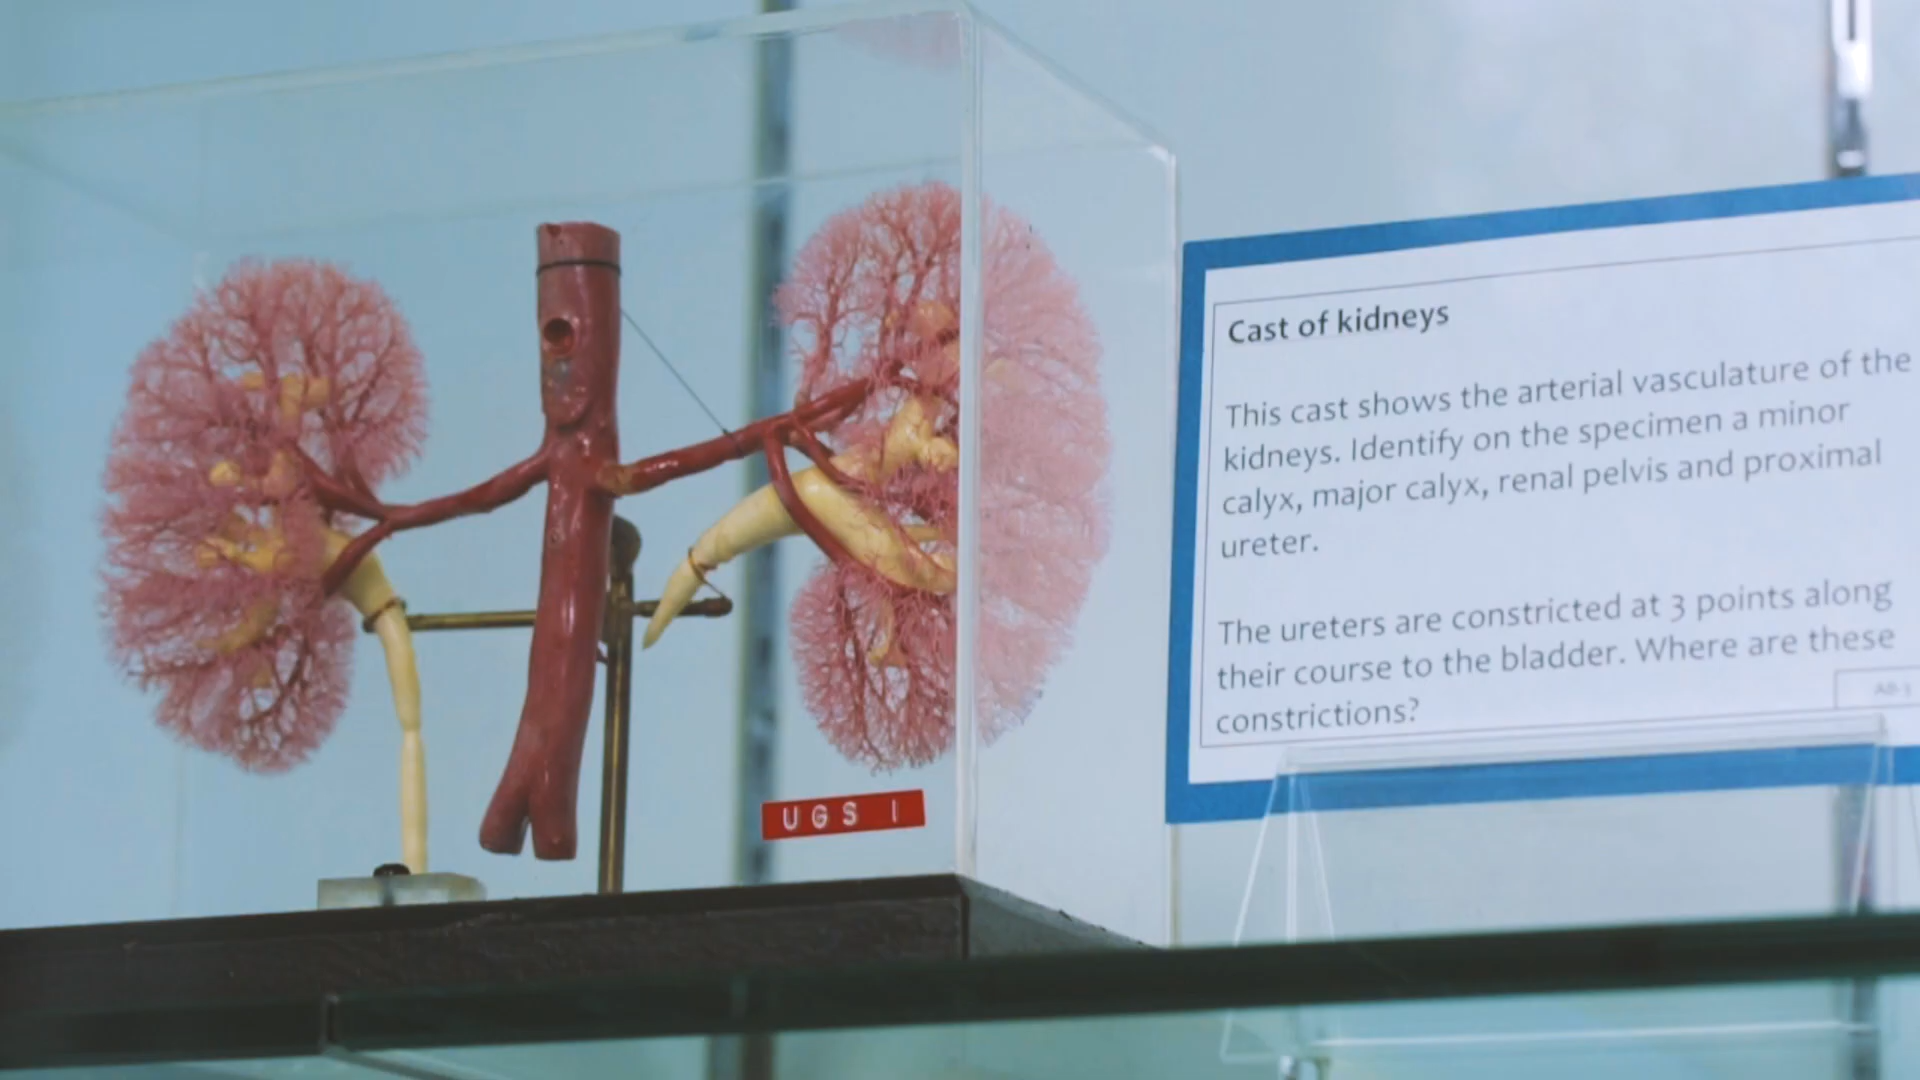 Cast of kidneys
This cast shows the arterial vasculature of the
kidneys. Identify on the specimen a minor
calyx, major calyx, renal pelvis and proximal
ureter.
The ureters are constricted at 3 points along
their course to the bladder. Where are these
constrictions?
UGS I